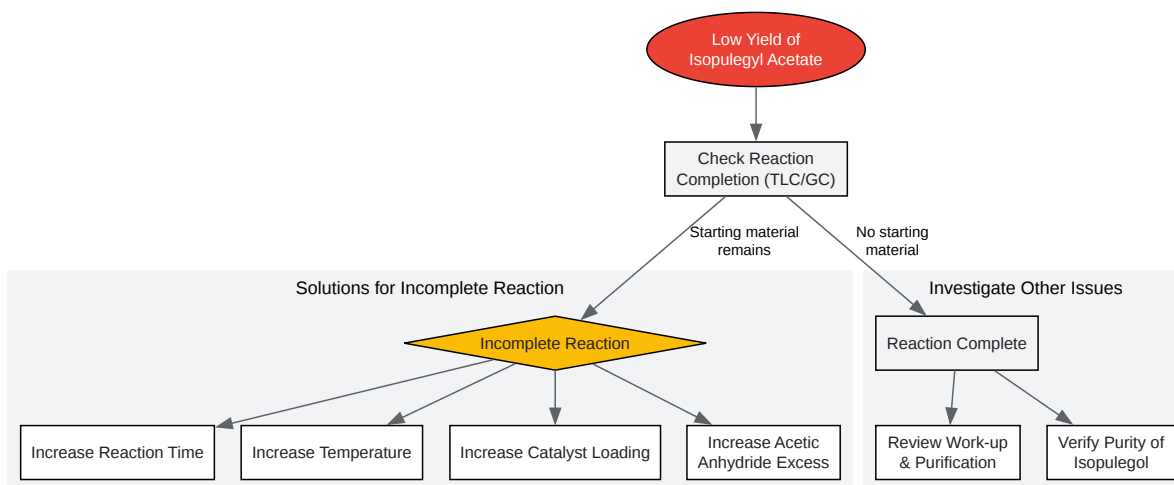 Low Yield of
Isopulegyl Acetate
Check Reaction
Completion (TLC/GC)
Starting material
remains
No starting
material
Solutions for Incomplete Reaction
Investigate Other Issues
Incomplete Reaction
Reaction Complete
Increase Reaction Time
Increase Temperature
Increase Catalyst Loading
Increase Acetic
Anhydride Excess
Review Work-up
& Purification
Verify Purity of
Isopulegol